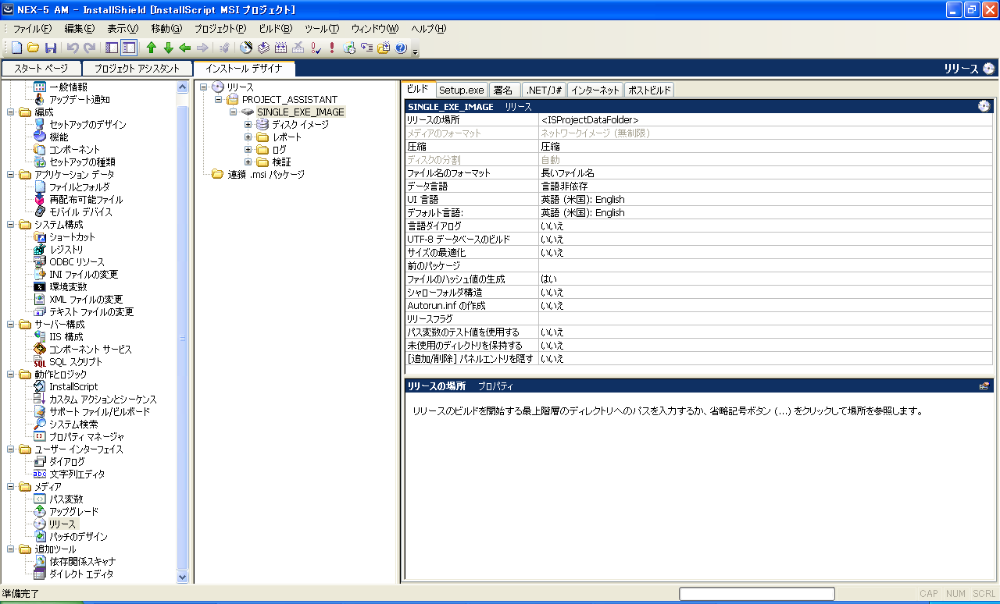 NEX-5 AM - InstallShield [InstallScript MSI プロジェクト]
ファイル(F) 編集(E) 表示(V) 移動(G) プロジェクト(P) ビルド(B) ツール(T) ウィンドウ(W) ヘルプ(H)
スタート ページ プロジェクト アシスタント インストール デザイナ リリース
一般情報
アップデート通知
編成
セットアップのデザイン
機能
コンポーネント
セットアップの種類
アプリケーション データ
ファイルとフォルダ
再配布可能ファイル
モバイル デバイス
システム構成
ショートカット
レジストリ
ODBC リソース
INI ファイルの変更
環境変数
XML ファイルの変更
テキスト ファイルの変更
サーバー構成
IIS 構成
コンポーネント サービス
SQL スクリプト
動作とロジック
InstallScript
カスタム アクションとシーケンス
サポート ファイル/ビルボード
システム検索
プロパティ マネージャ
ユーザー インターフェイス
ダイアログ
文字列エディタ
メディア
パス変数
アップグレード
リリース
パッチのデザイン
追加ツール
依存関係スキャナ
ダイレクト エディタ
リリース
PROJECT_ASSISTANT
SINGLE_EXE_IMAGE
ディスク イメージ
レポート
ログ
検証
連鎖 .msi パッケージ
ビルド Setup.exe 署名 .NET/J# インターネット ポストビルド
SINGLE_EXE_IMAGE リリース
リリースの場所 <ISProjectDataFolder>
メディアのフォーマット ネットワークイメージ (無制限)
圧縮 圧縮
ディスクの分割 自動
ファイル名のフォーマット 長いファイル名
データ言語 言語非依存
UI 言語 英語 (米国): English
デフォルト言語: 英語 (米国): English
言語ダイアログ いいえ
UTF-8 データベースのビルド いいえ
サイズの最適化 いいえ
前のパッケージ
ファイルのハッシュ値の生成 はい
シャローフォルダ構造 いいえ
Autorun.inf の作成 いいえ
リリースフラグ
パス変数のテスト値を使用する いいえ
未使用のディレクトリを保持する いいえ
[追加/削除] パネルエントリを隠す いいえ
リリースの場所 プロパティ
リリースのビルドを開始する最上階層のディレクトリへのパスを入力するか、省略記号ボタン (...) をクリックして場所を参照します。
準備完了 CAP NUM SCRL